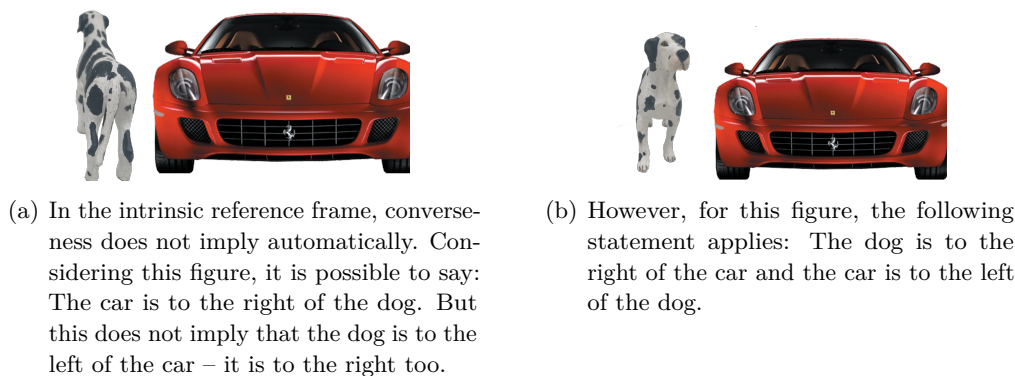 (a) In the intrinsic reference frame, converse-
ness does not imply automatically. Con-
sidering this figure, it is possible to say:
The car is to the right of the dog. But
this does not imply that the dog is to the
left of the car – it is to the right too.
(b) However, for this figure, the following
statement applies: The dog is to the
right of the car and the car is to the left
of the dog.